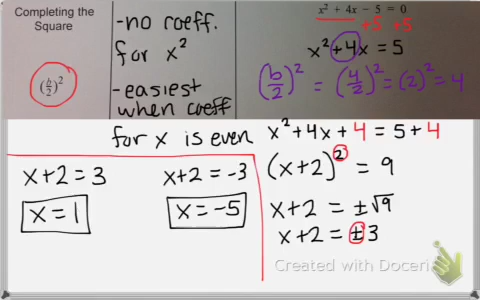 Completing the
Square
(b/2)²
-no coeff.
for x²
-easiest
when coeff
for x is even
x² + 4x − 5 = 0
+5 +5
x² + 4x = 5
(b/2)² = (4/2)² = (2)² = 4
x² + 4x + 4 = 5 + 4
(x+2)² = 9
x+2 = ±√9
x+2 = ±3
x+2 = 3
x = 1
x+2 = -3
x = -5
Created with Doceri